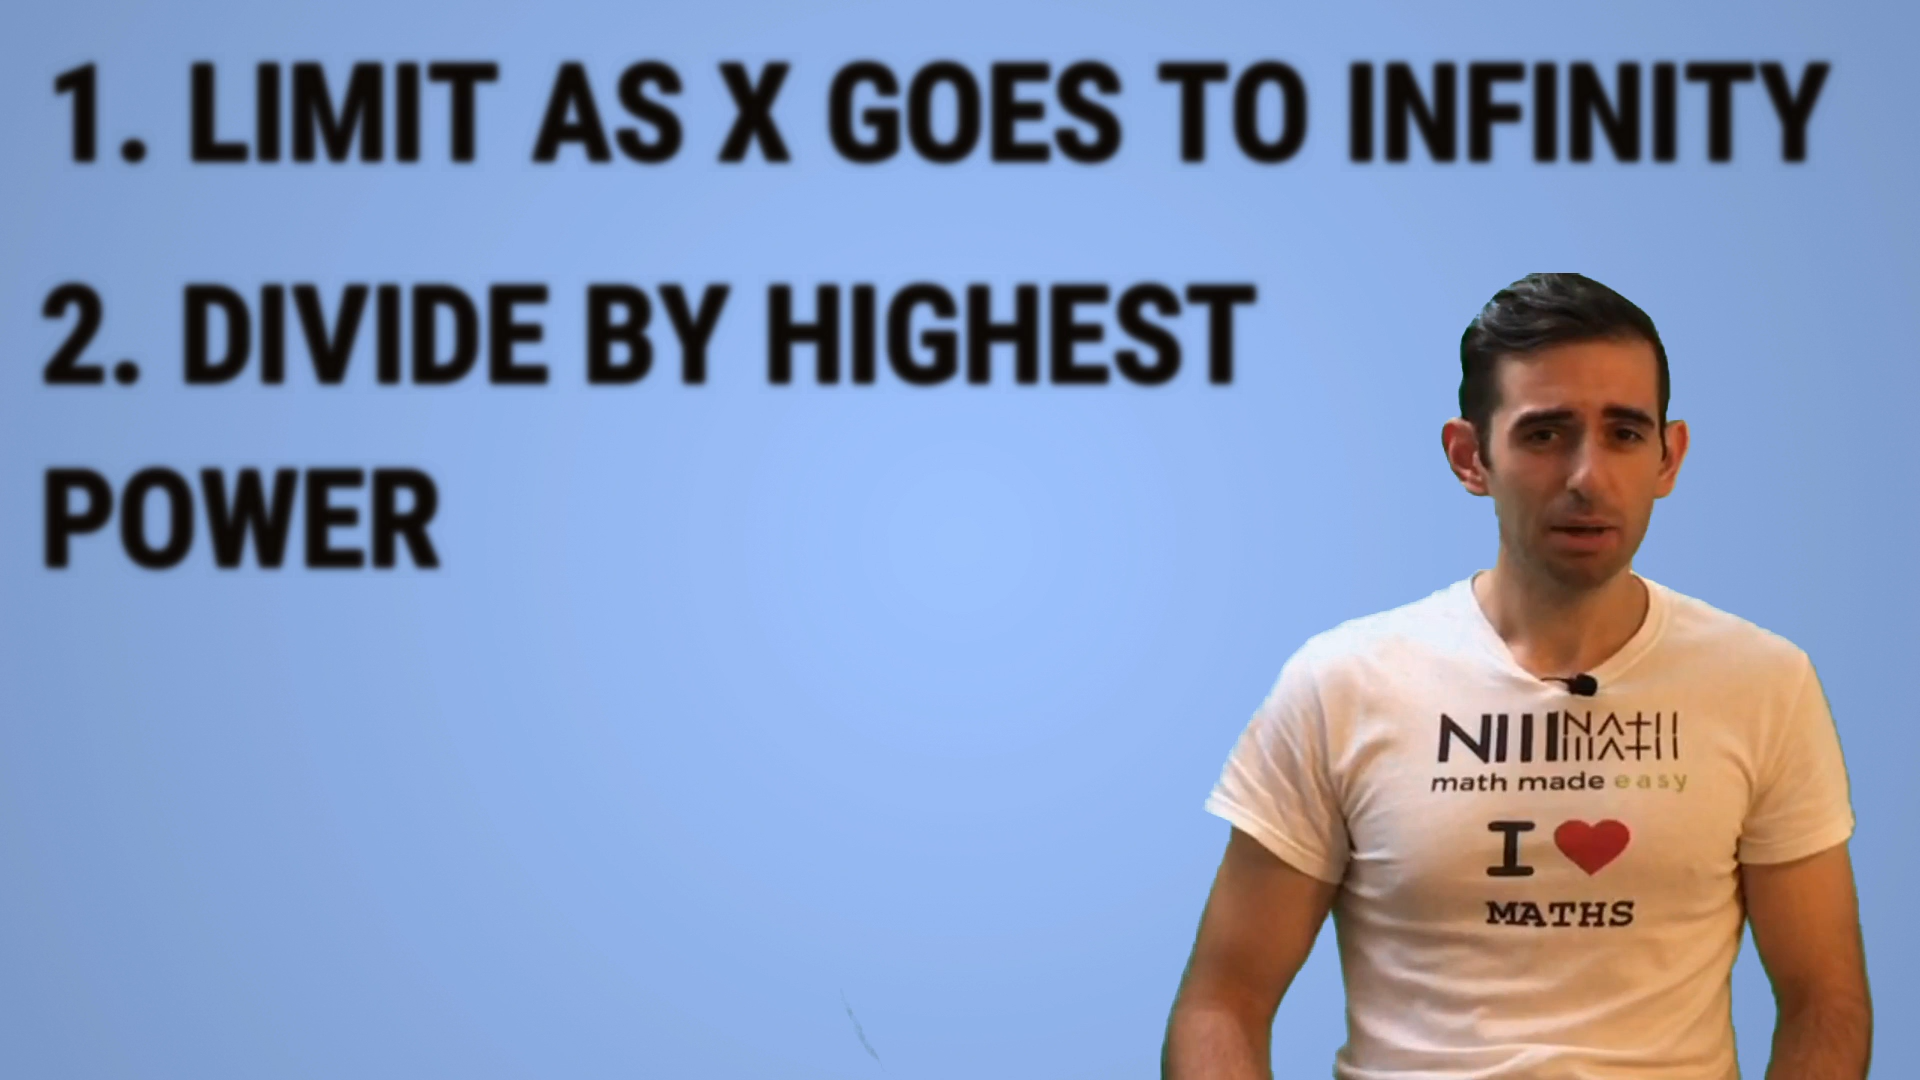 1. LIMIT AS X GOES TO INFINITY
2. DIVIDE BY HIGHEST
POWER
math made easy
I ❤
MATHS